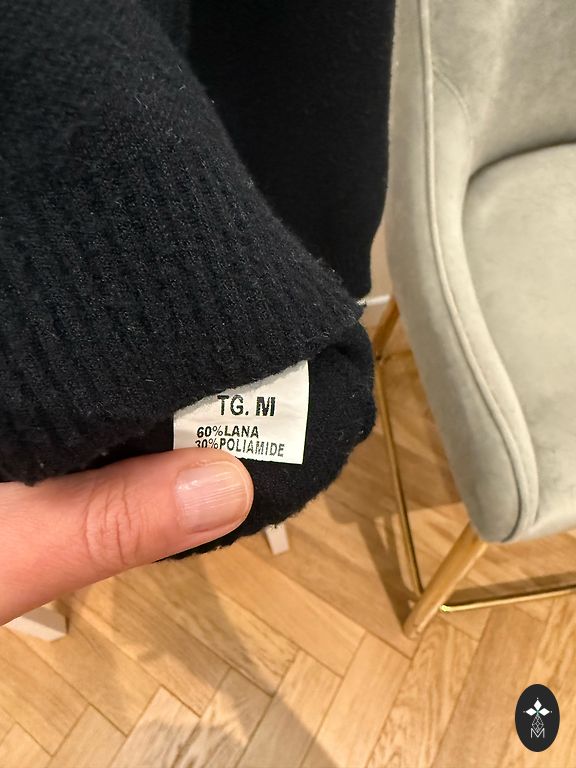 TG. M
60%LANA
30%POLIAMIDE
M